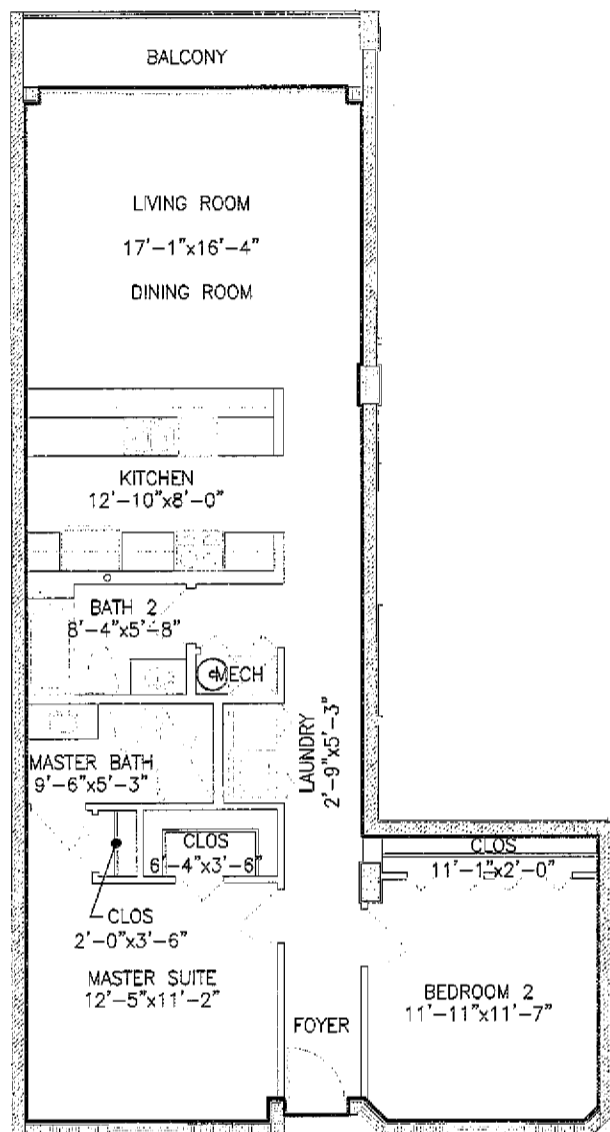 BALCONY
LIVING ROOM
17'-1"x16'-4"
DINING ROOM
KITCHEN
12'-10"x8'-0"
BATH 2
8'-4"x5'-8"
MECH
LAUNDRY
2'-9"x5'-3"
MASTER BATH
9'-6"x5'-3"
CLOS
6'-4"x3'-6"
CLOS
11'-1"x2'-0"
CLOS
2'-0"x3'-6"
MASTER SUITE
12'-5"x11'-2"
BEDROOM 2
11'-11"x11'-7"
FOYER